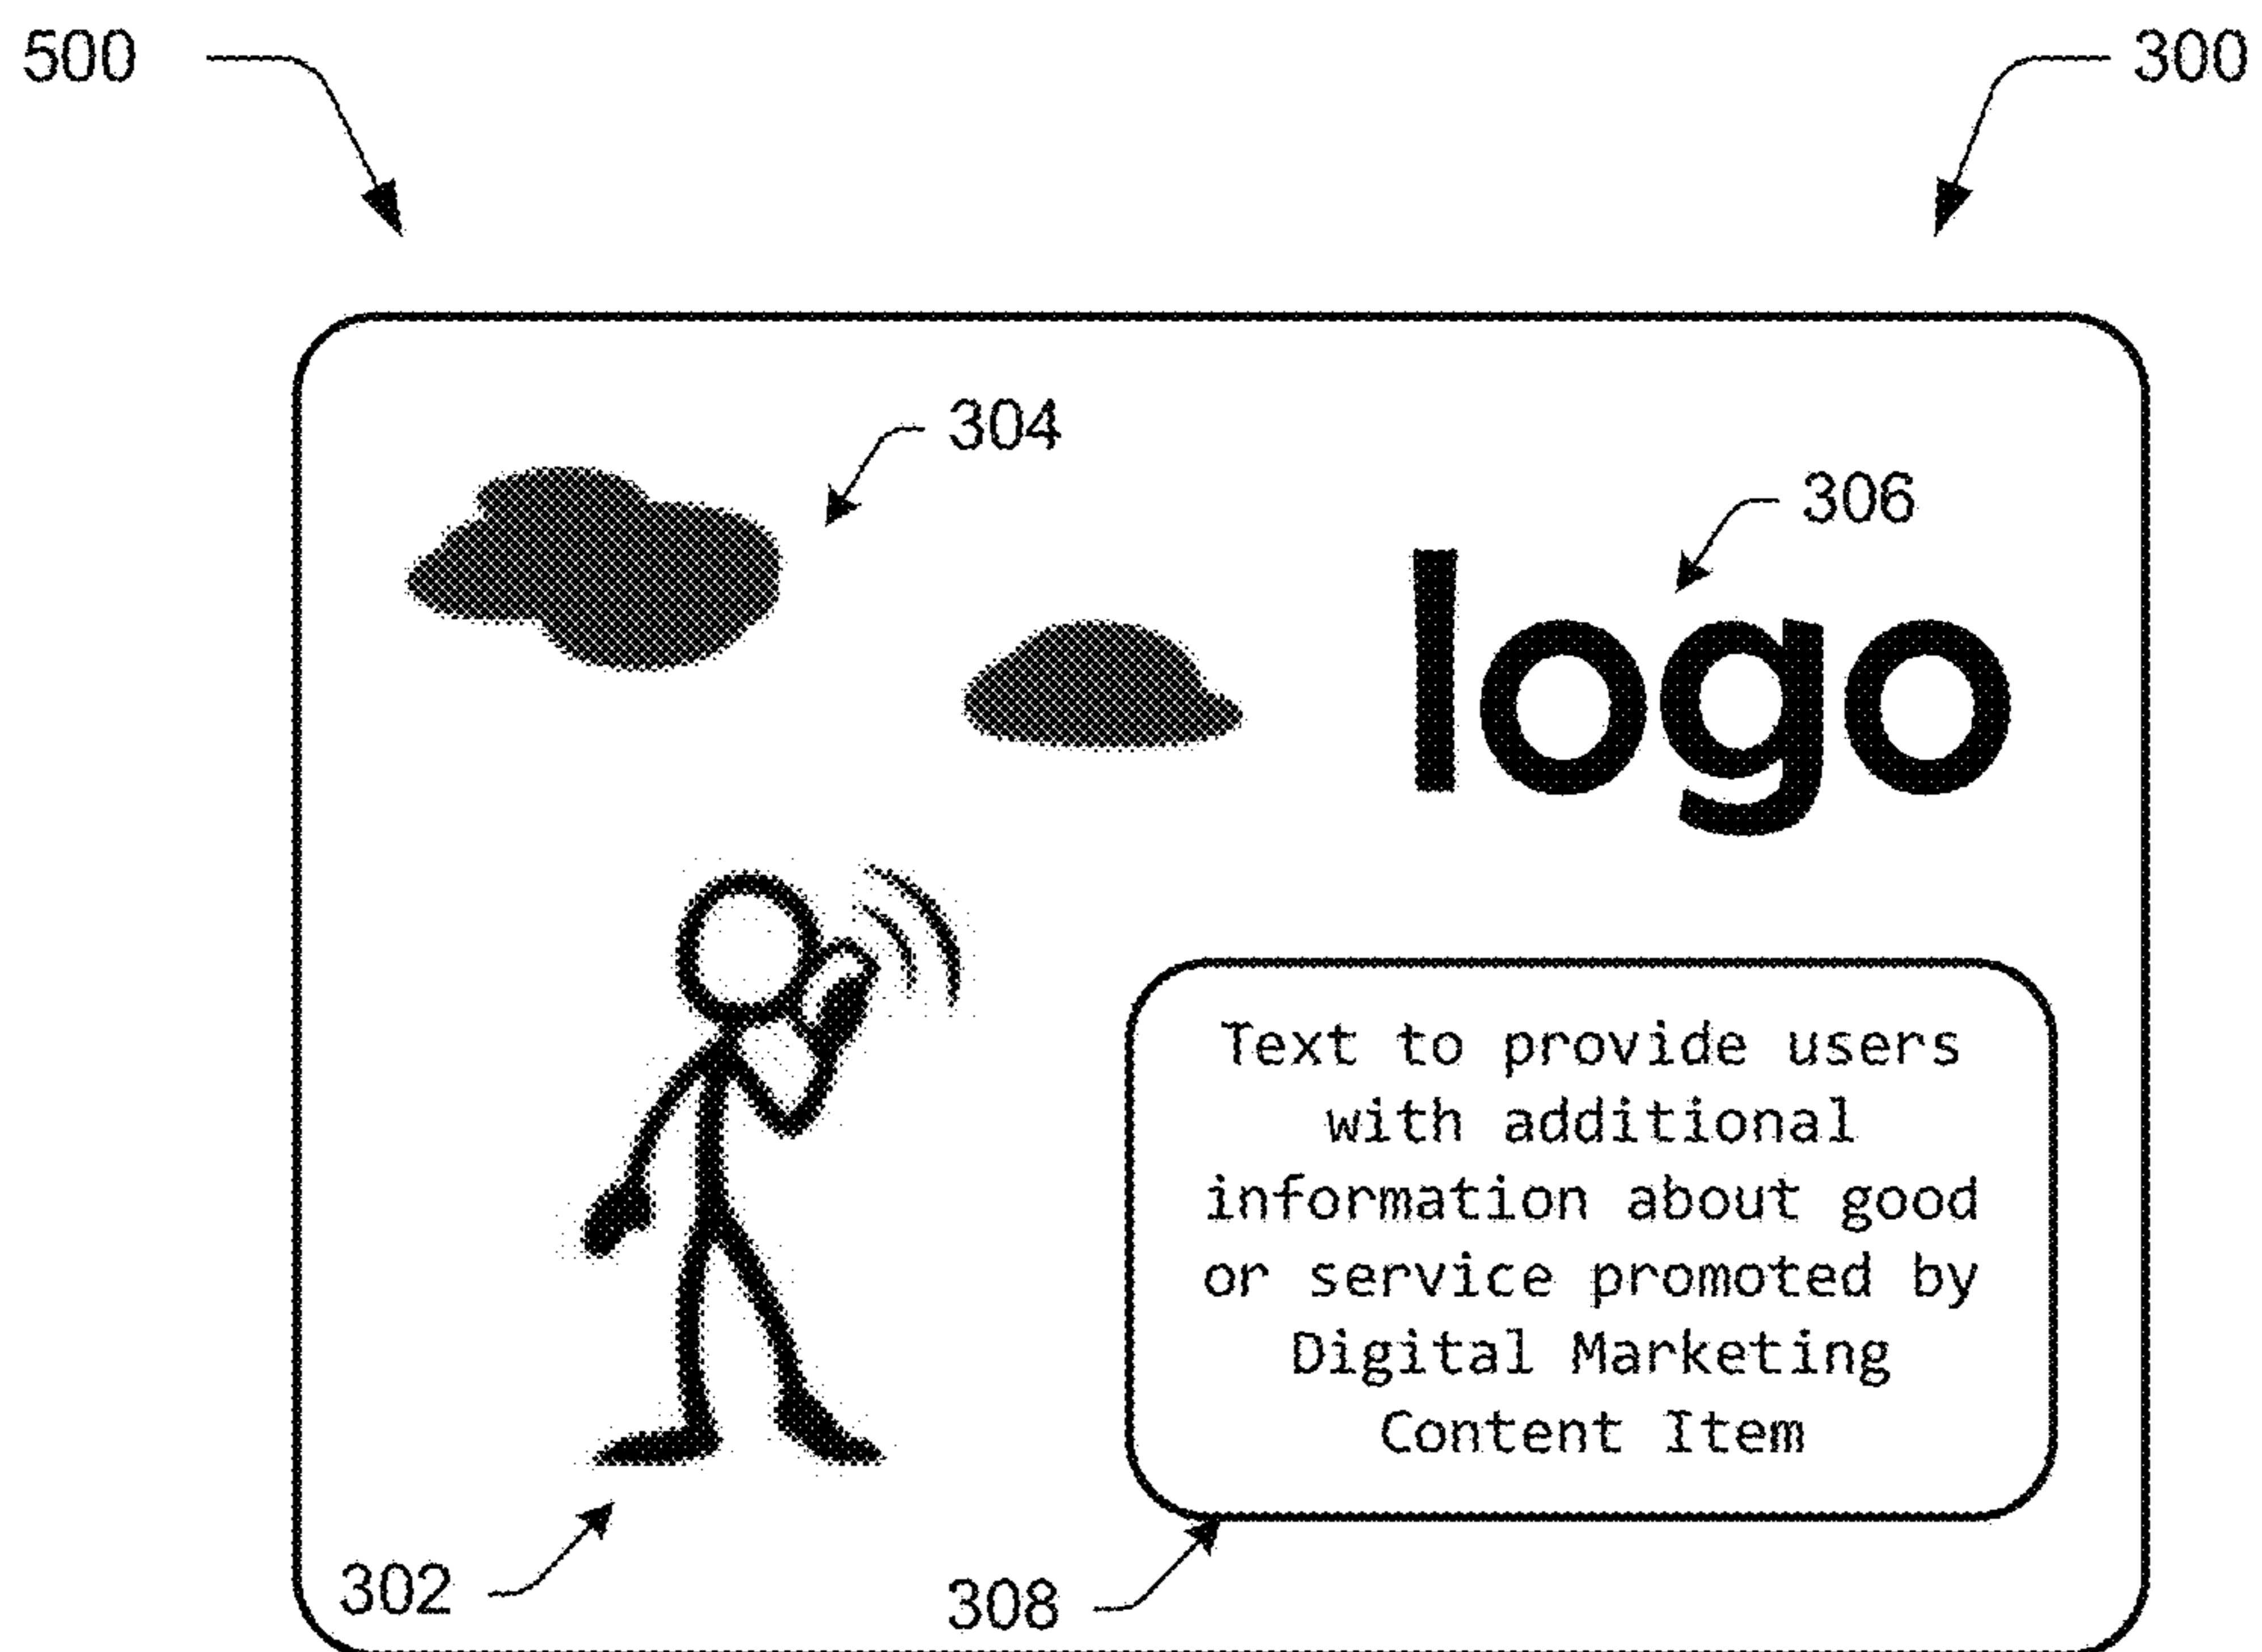 500
300
304
306
logo
Text to provide users
with additional
information about good
or service promoted by
Digital Marketing
Content Item
302
308